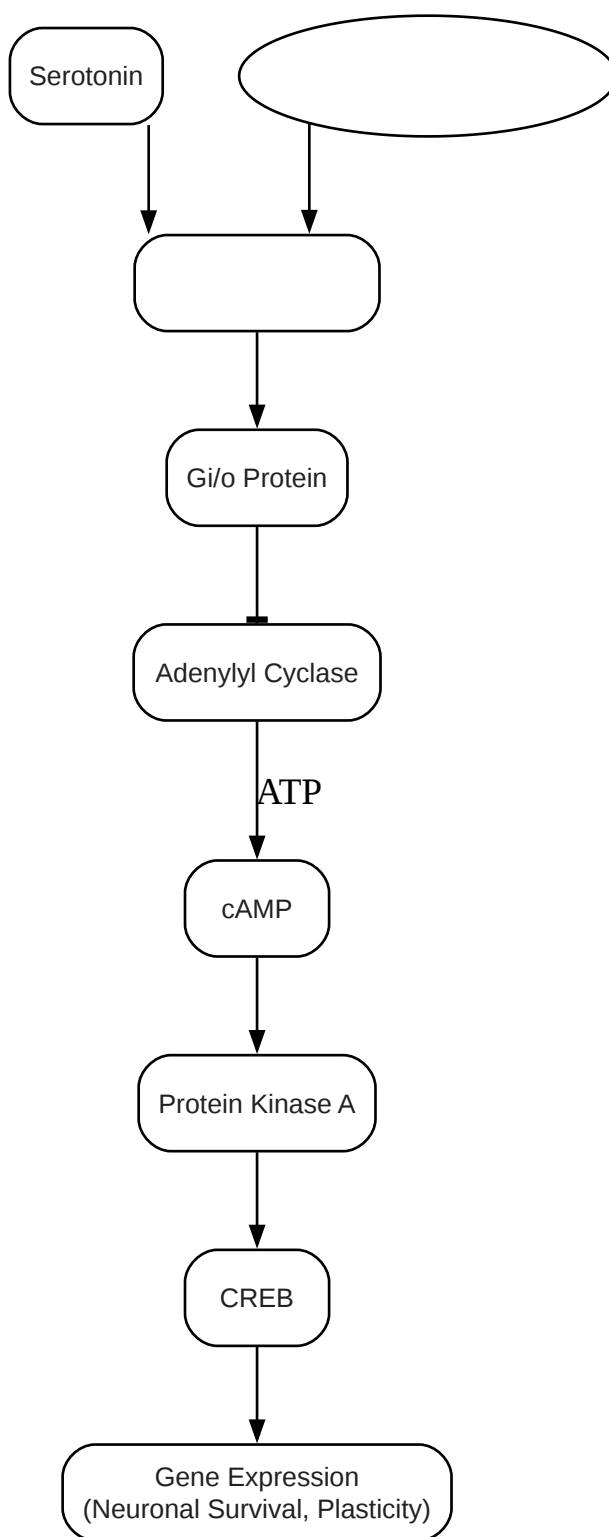 Serotonin
Gi/o Protein
Adenylyl Cyclase
ATP
cAMP
Protein Kinase A
CREB
Gene Expression
(Neuronal Survival, Plasticity)